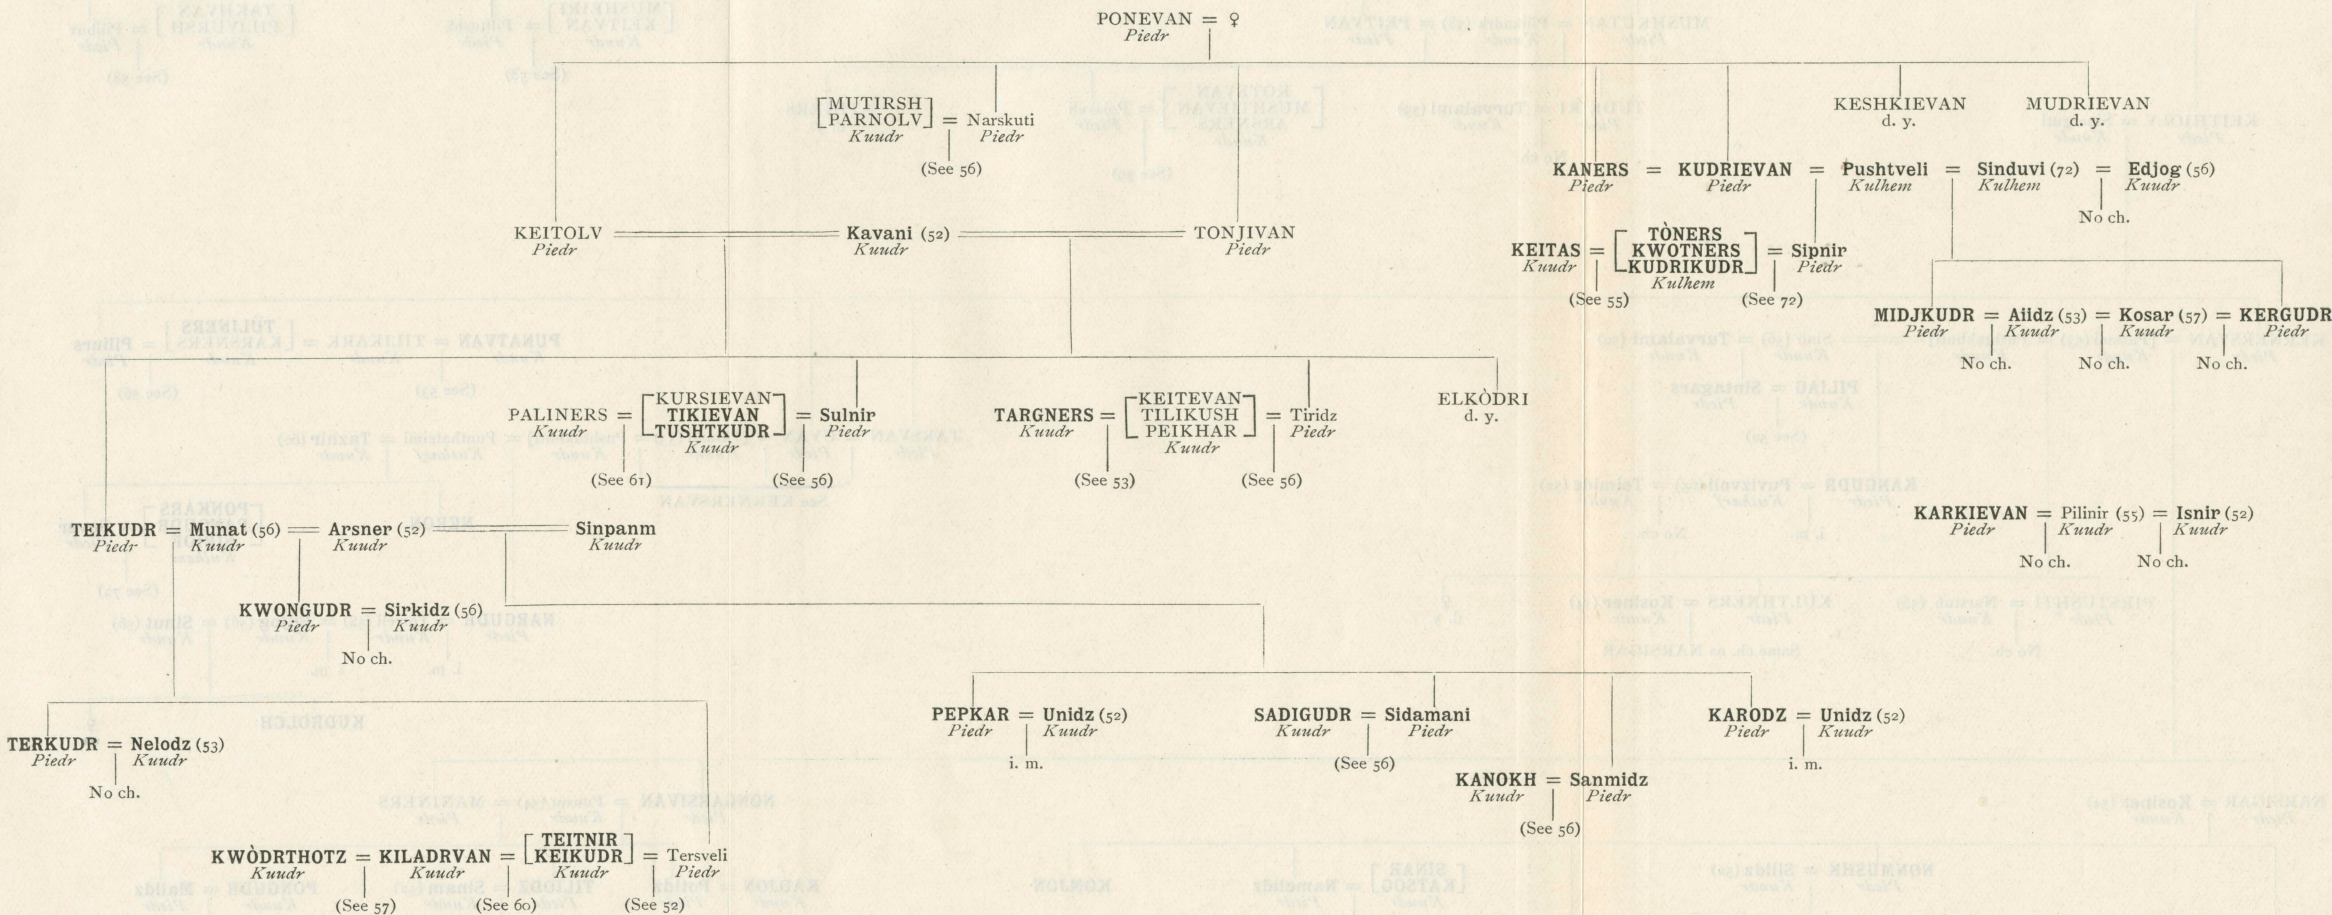 PONEVAN = ♀
Piedr
MUTIRSH
PARNOLV = Narskuti
Kuudr Piedr
(See 56)
KESHKIEVAN MUDRIEVAN
d. y. d. y.
KANERS = KUDRIEVAN = Pushtveli = Sinduvi (72) = Edjog (56)
Piedr Piedr Kulhem Kulhem Kuudr
No ch.
KEITOLV Kavani (52) TONJIVAN
Piedr Kuudr Piedr
TÒNERS
KEITAS = KWOTNERS = Sipnir
KUDRIKUDR
Kuudr Kulhem Piedr
(See 55) (See 72)
MIDJKUDR = Aiidz (53) = Kosar (57) = KERGUDR
Piedr Kuudr Kuudr Piedr
No ch. No ch. No ch.
KURSIEVAN
PALINERS = TIKIEVAN = Sulnir
TUSHTKUDR
Kuudr Kuudr Piedr
(See 61) (See 56)
KEITEVAN
TARGNERS = TILIKUSH = Tiridz
PEIKHAR
Kuudr Kuudr Piedr
(See 53) (See 56)
ELKÒDRI
d. y.
KARKIEVAN = Pilinir (55) = Isnir (52)
Piedr Kuudr Kuudr
No ch. No ch.
TEIKUDR = Munat (56) = Arsner (52) = Sinpanm
Piedr Kuudr Kuudr Kuudr
KWONGUDR = Sirkidz (56)
Piedr Kuudr
No ch.
PEPKAR = Unidz (52) SADIGUDR = Sidamani KARODZ = Unidz (52)
Piedr Kuudr Kuudr Piedr Piedr Kuudr
i. m. (See 56) i. m.
TERKUDR = Nelodz (53)
Piedr Kuudr
No ch.
KANOKH = Sanmidz
Kuudr Piedr
(See 56)
TEITNIR
KWÒDRTHOTZ = KILADRVAN = KEIKUDR = Tersveli
Kuudr Kuudr Kuudr Piedr
(See 57) (See 60) (See 52)